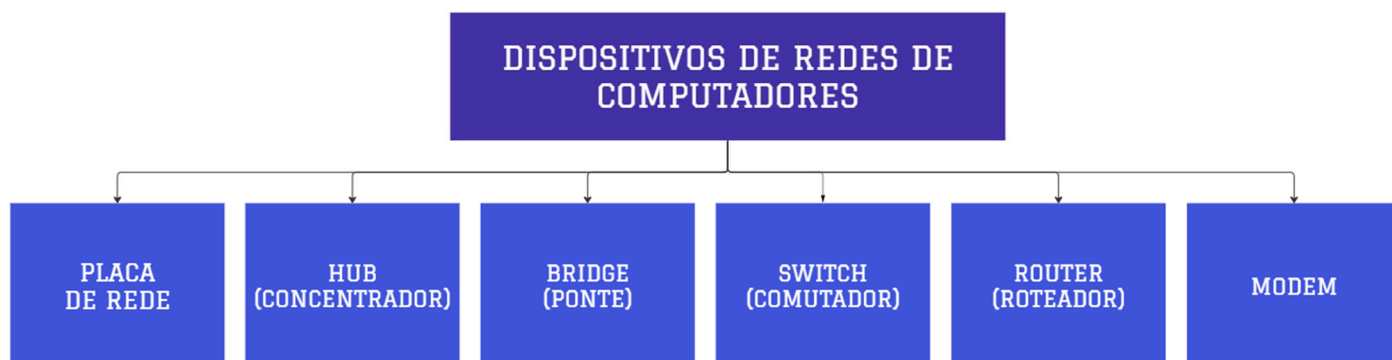 DISPOSITIVOS DE REDES DE
COMPUTADORES
PLACA
DE REDE
HUB
(CONCENTRADOR)
BRIDGE
(PONTE)
SWITCH
(COMUTADOR)
ROUTER
(ROTEADOR)
MODEM